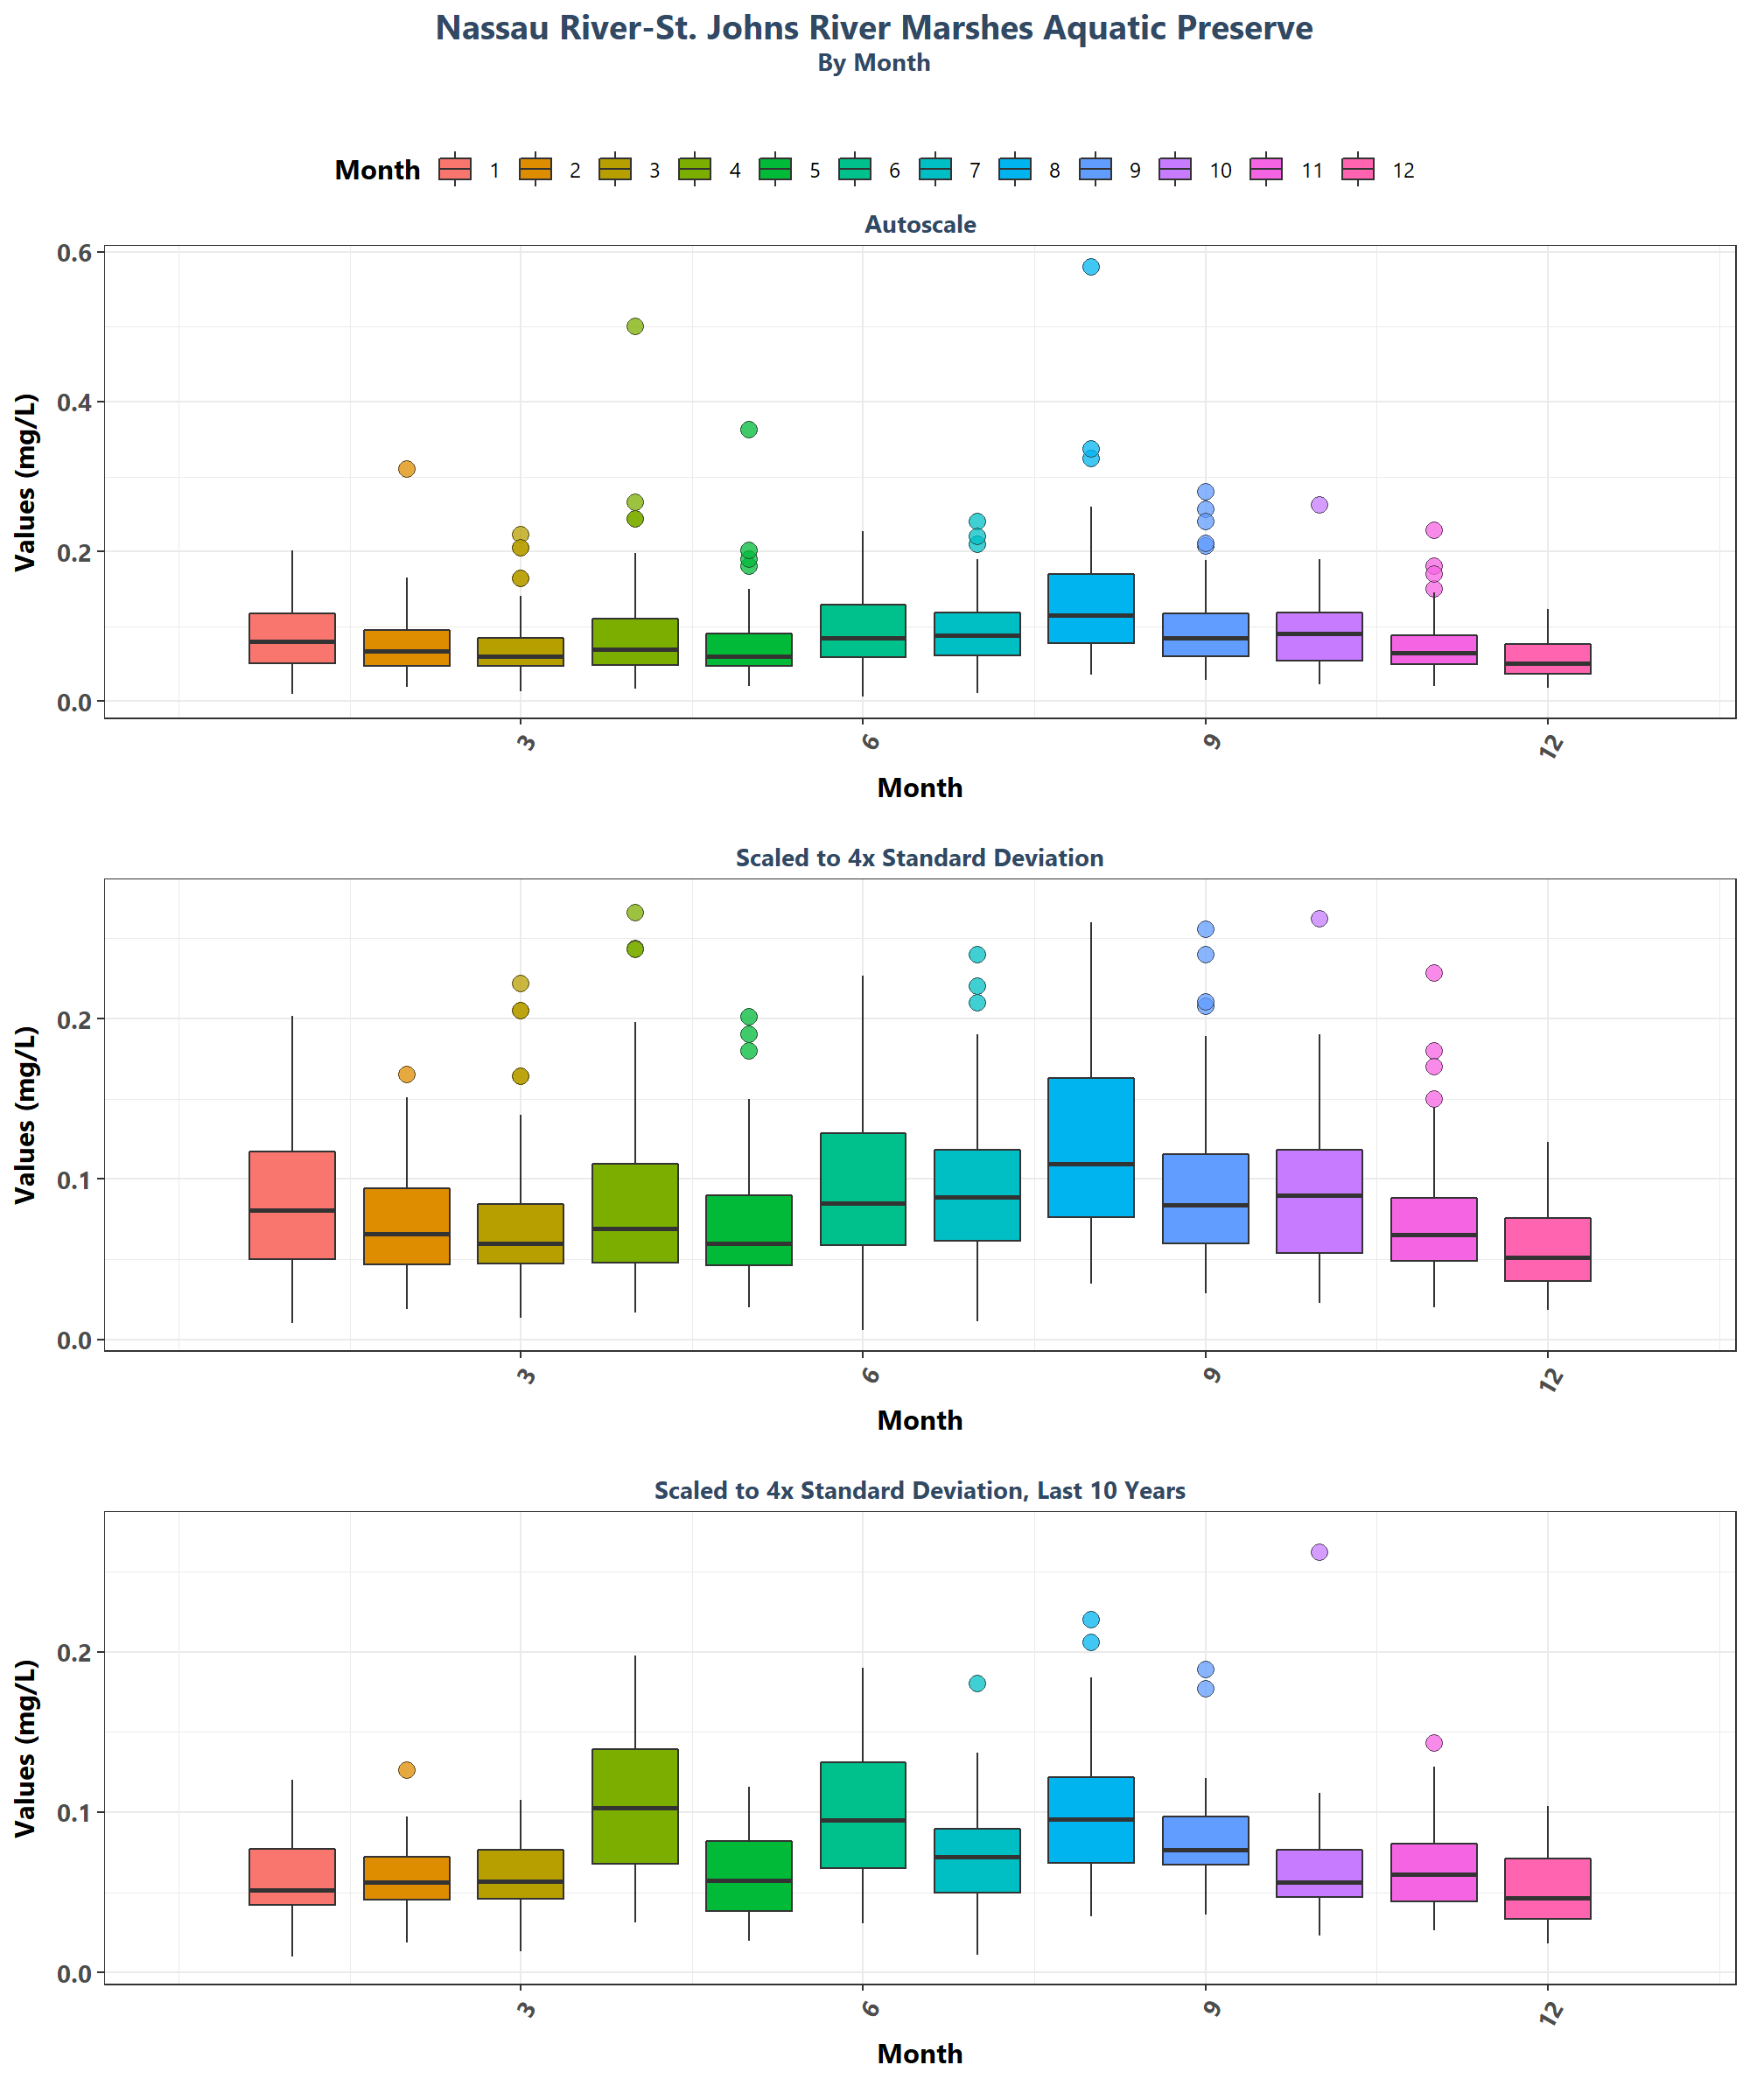 Nassau River-St. Johns River Marshes Aquatic Preserve
By Month
Month 1 2 3 4 5 6 7 8 9 10 11 12
Autoscale
Values (mg/L)
0.6
0.4
0.2
0.0
3 6 9 12
Month
Scaled to 4x Standard Deviation
Values (mg/L)
0.2
0.1
0.0
3 6 9 12
Month
Scaled to 4x Standard Deviation, Last 10 Years
Values (mg/L)
0.2
0.1
0.0
3 6 9 12
Month